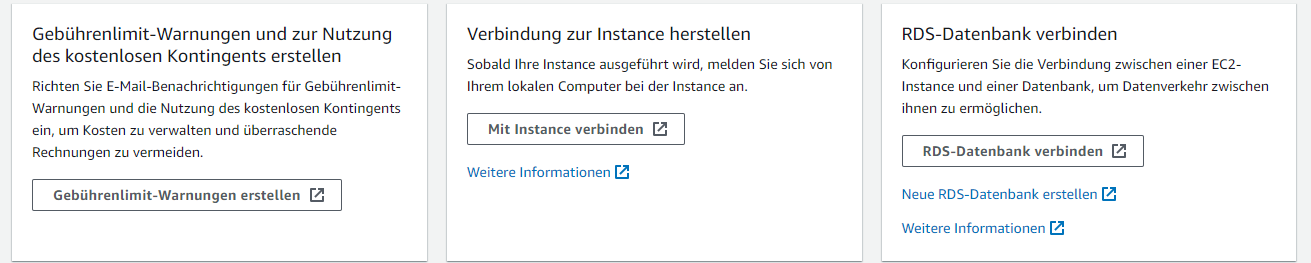 Gebührenlimit-Warnungen und zur Nutzung
des kostenlosen Kontingents erstellen
Richten Sie E-Mail-Benachrichtigungen für Gebührenlimit-
Warnungen und die Nutzung des kostenlosen Kontingents
ein, um Kosten zu verwalten und überraschende
Rechnungen zu vermeiden.
Gebührenlimit-Warnungen erstellen
Verbindung zur Instance herstellen
Sobald Ihre Instance ausgeführt wird, melden Sie sich von
Ihrem lokalen Computer bei der Instance an.
Mit Instance verbinden
Weitere Informationen
RDS-Datenbank verbinden
Konfigurieren Sie die Verbindung zwischen einer EC2-
Instance und einer Datenbank, um Datenverkehr zwischen
ihnen zu ermöglichen.
RDS-Datenbank verbinden
Neue RDS-Datenbank erstellen
Weitere Informationen